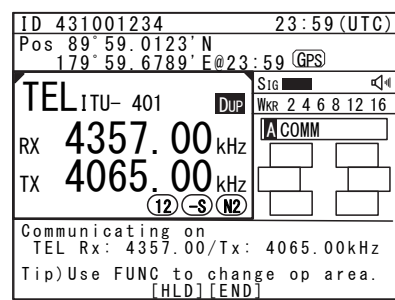 ID 431001234 23:59(UTC)
Pos 89°59.0123'N
179°59.6789'E@23:59 GPS
TEL ITU- 401 DUP
RX 4357.00 kHz
TX 4065.00 kHz
12 -S N2
SIG
WKR 2 4 6 8 12 16
A COMM
Communicating on
TEL Rx: 4357.00/Tx: 4065.00kHz
Tip)Use FUNC to change op area.
[HLD][END]